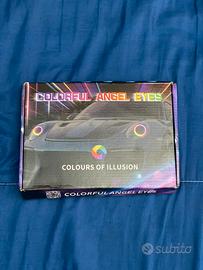 COLORFUL ANGEL EYES
COLOURS OF ILLUSION
COLORFUL ANGEL EYES
subito